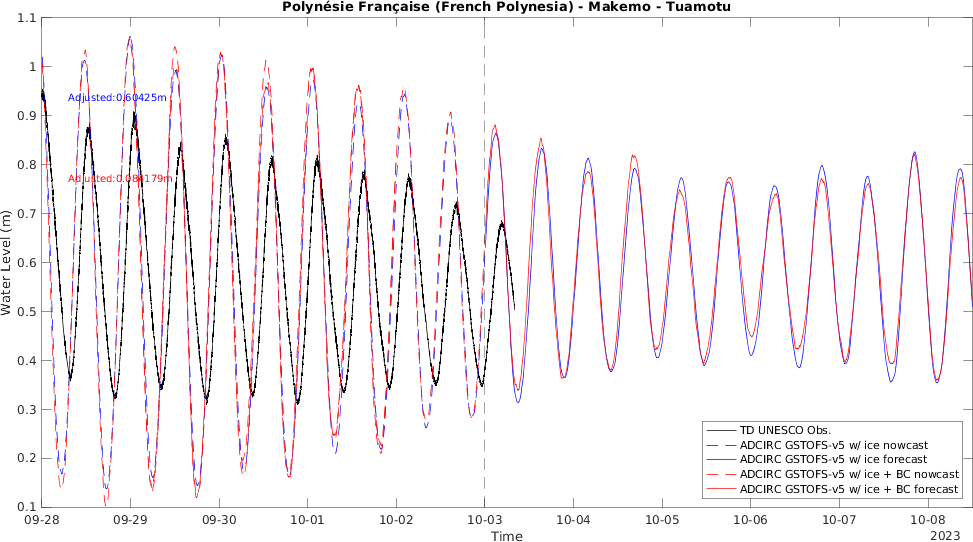 Polynésie Française (French Polynesia) - Makemo - Tuamotu
1.1
1
0.9
0.8
0.7
0.6
0.5
0.4
0.3
0.2
0.1
Water Level (m)
Adjusted:0.60425m
Adjusted:0.084179m
TD UNESCO Obs.
ADCIRC GSTOFS-v5 w/ ice nowcast
ADCIRC GSTOFS-v5 w/ ice forecast
ADCIRC GSTOFS-v5 w/ ice + BC nowcast
ADCIRC GSTOFS-v5 w/ ice + BC forecast
09-28 09-29 09-30 10-01 10-02 10-03 10-04 10-05 10-06 10-07 10-08
Time
2023